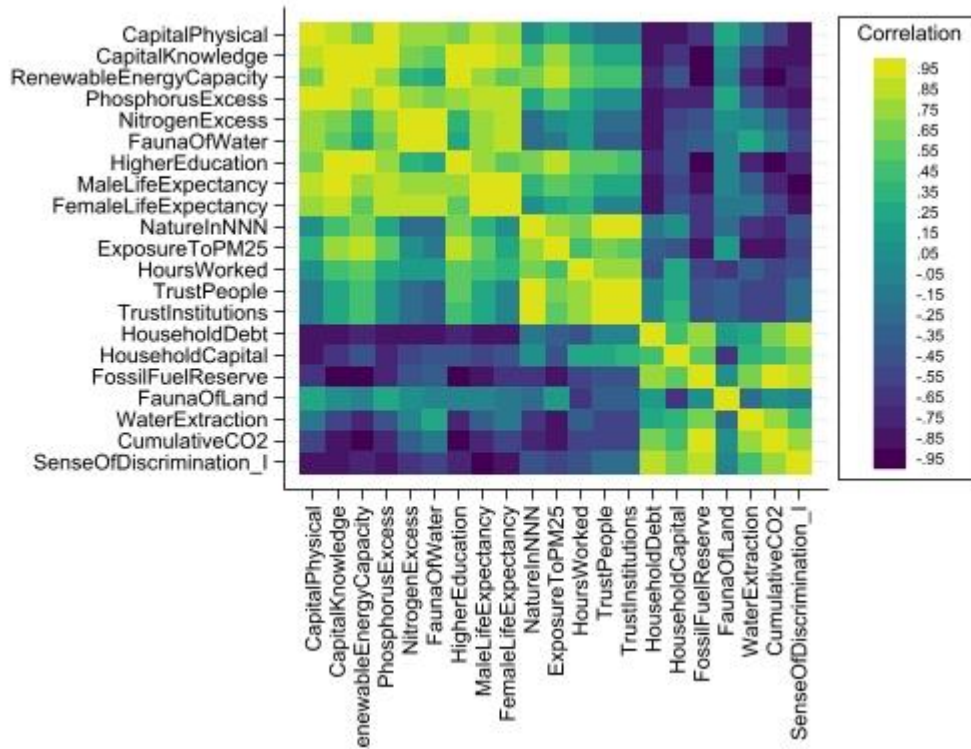 CapitalPhysical
CapitalKnowledge
RenewableEnergyCapacity
PhosphorusExcess
NitrogenExcess
FaunaOfWater
HigherEducation
MaleLifeExpectancy
FemaleLifeExpectancy
NatureInNNN
ExposureToPM25
HoursWorked
TrustPeople
TrustInstitutions
HouseholdDebt
HouseholdCapital
FossilFuelReserve
FaunaOfLand
WaterExtraction
CumulativeCO2
SenseOfDiscrimination_I
CapitalPhysical
CapitalKnowledge
enewableEnergyCapacity
PhosphorusExcess
NitrogenExcess
FaunaOfWater
HigherEducation
MaleLifeExpectancy
FemaleLifeExpectancy
NatureInNNN
ExposureToPM25
HoursWorked
TrustPeople
TrustInstitutions
HouseholdDebt
HouseholdCapital
FossilFuelReserve
FaunaOfLand
WaterExtraction
CumulativeCO2
SenseOfDiscrimination_I
Correlation
.95
.85
.75
.65
.55
.45
.35
.25
.15
.05
-.05
-.15
-.25
-.35
-.45
-.55
-.65
-.75
-.85
-.95